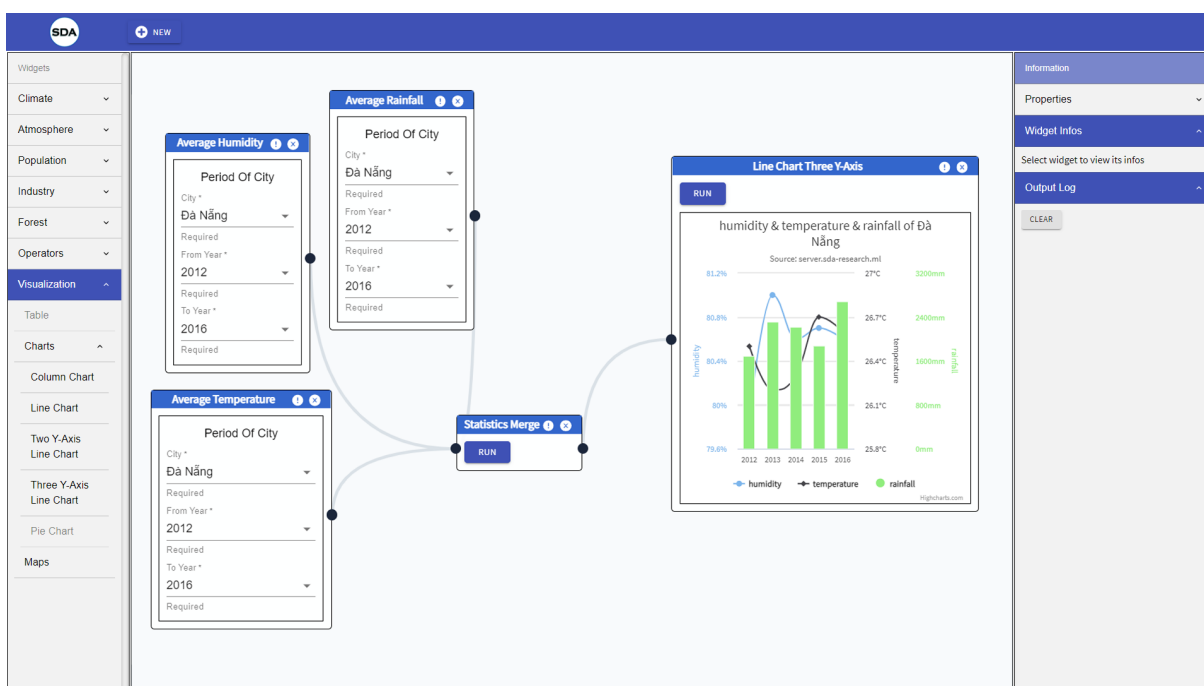 SDA
NEW
Widgets
Climate
Atmosphere
Population
Industry
Forest
Operators
Visualization
Table
Charts
Column Chart
Line Chart
Two Y-Axis
Line Chart
Three Y-Axis
Line Chart
Pie Chart
Maps
Average Humidity
Period Of City
City *
Đà Nẵng
Required
From Year *
2012
Required
To Year *
2016
Required
Average Rainfall
Period Of City
City *
Đà Nẵng
Required
From Year *
2012
Required
To Year *
2016
Required
Average Temperature
Period Of City
City *
Đà Nẵng
Required
From Year *
2012
Required
To Year *
2016
Required
Statistics Merge
RUN
Line Chart Three Y-Axis
RUN
humidity & temperature & rainfall of Đà
Nẵng
Source: server.sda-research.ml
81.2% 27°C 3200mm
80.8% 26.7°C 2400mm
80.4% 26.4°C 1600mm
80% 26.1°C 800mm
79.6% 25.8°C 0mm
humidity
temperature
rainfall
2012 2013 2014 2015 2016
humidity temperature rainfall
Highcharts.com
Information
Properties
Widget Infos
Select widget to view its infos
Output Log
CLEAR